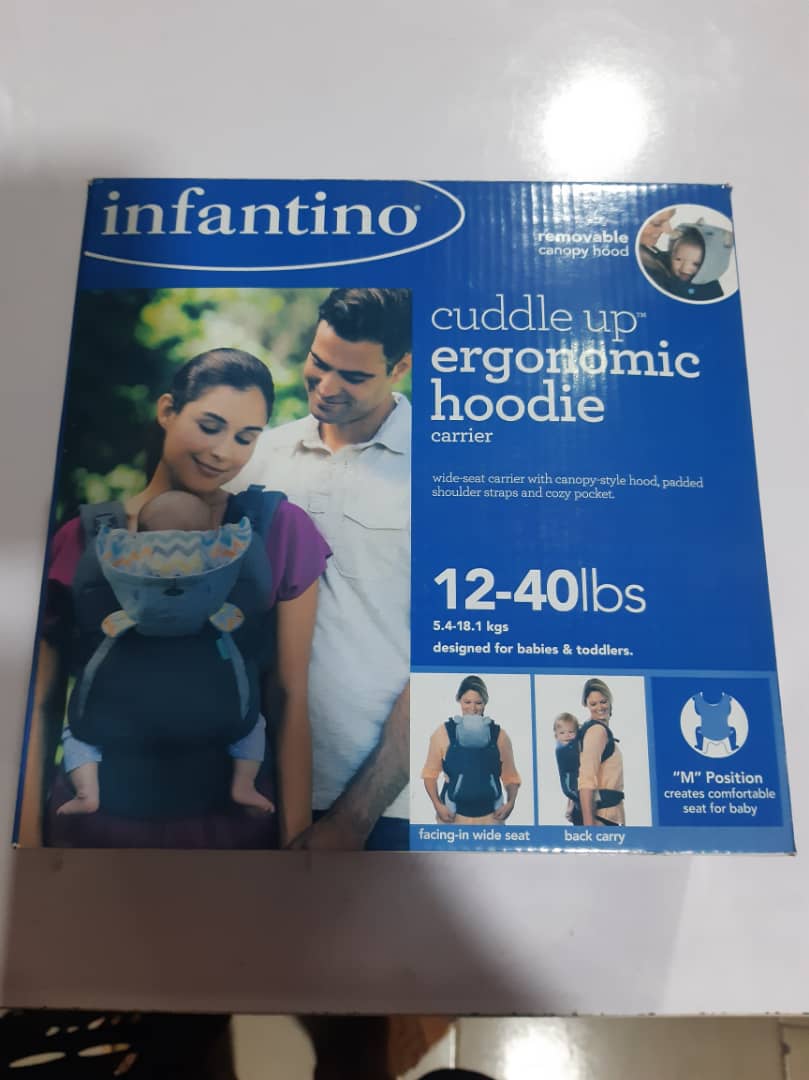 infantino®
removable
canopy hood
cuddle up™
ergonomic
hoodie
carrier
wide-seat carrier with canopy-style hood, padded
shoulder straps and cozy pocket.
12-40lbs
5.4-18.1 kgs
designed for babies & toddlers.
facing-in wide seat
back carry
"M" Position
creates comfortable
seat for baby